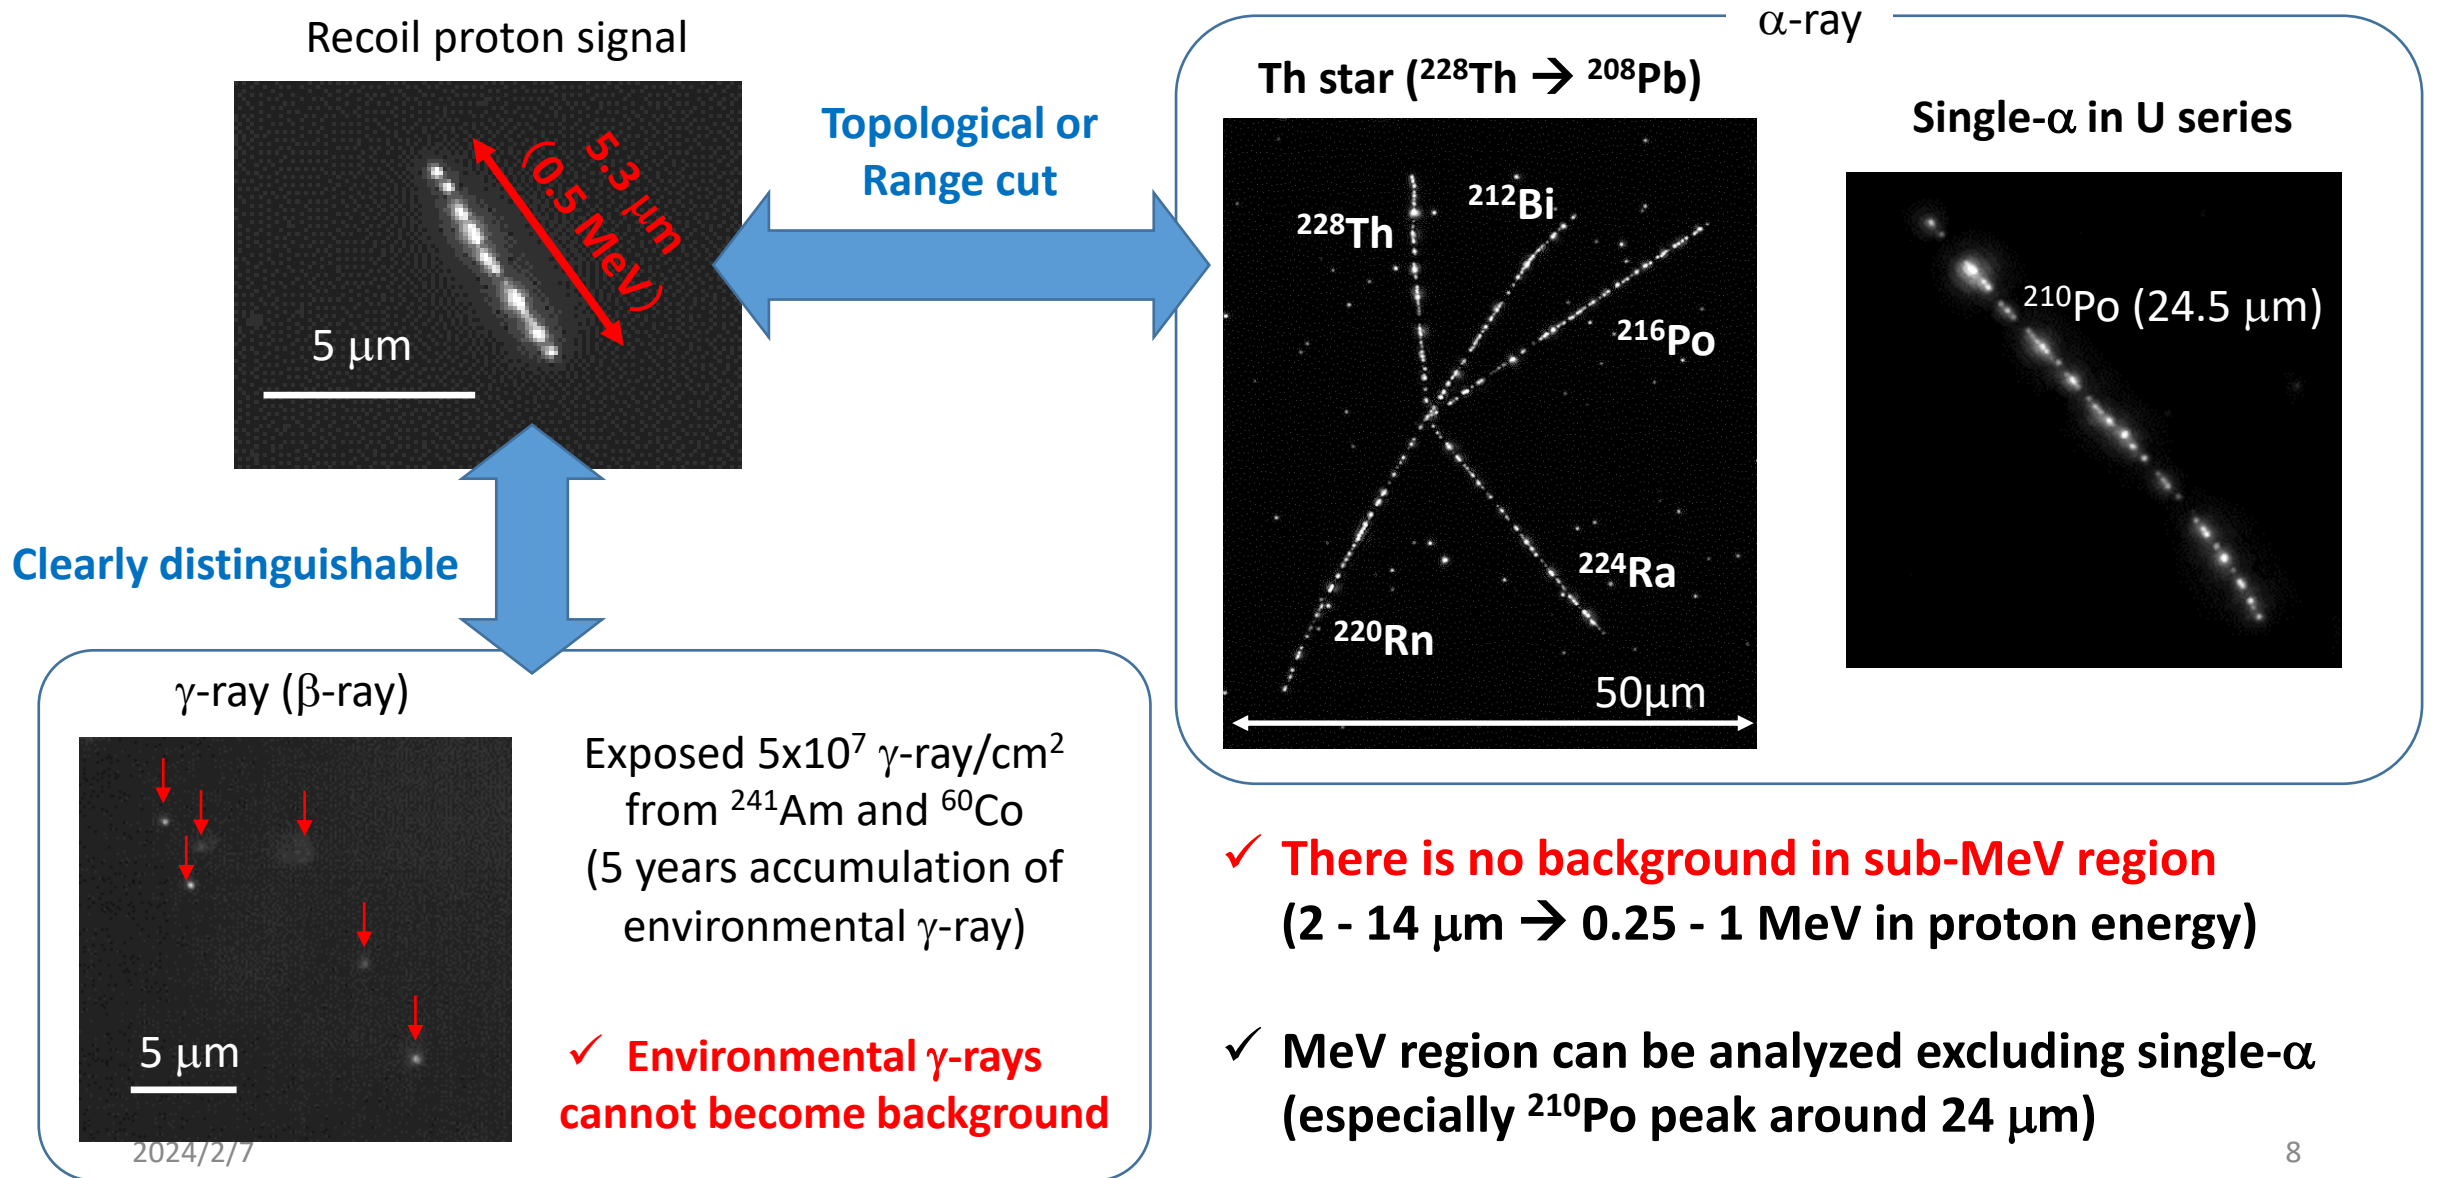 Recoil proton signal
5.3 μm
(0.5 MeV)
5 μm
Topological or
Range cut
α-ray
Th star (²²⁸Th → ²⁰⁸Pb)
²²⁸Th
²¹²Bi
²¹⁶Po
²²⁴Ra
²²⁰Rn
50μm
Single-α in U series
²¹⁰Po (24.5 μm)
Clearly distinguishable
γ-ray (β-ray)
5 μm
Exposed 5x10⁷ γ-ray/cm²
from ²⁴¹Am and ⁶⁰Co
(5 years accumulation of
environmental γ-ray)
✓ Environmental γ-rays
cannot become background
✓ There is no background in sub-MeV region
(2 - 14 μm → 0.25 - 1 MeV in proton energy)
✓ MeV region can be analyzed excluding single-α
(especially ²¹⁰Po peak around 24 μm)
2024/2/7
8